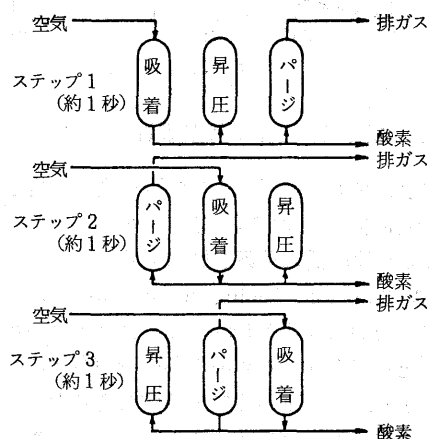 空気
排ガス
ステップ1
(約1秒)
吸着
昇圧
パージ
酸素
排ガス
空気
ステップ2
(約1秒)
パージ
吸着
昇圧
酸素
排ガス
空気
ステップ3
(約1秒)
昇圧
パージ
吸着
酸素